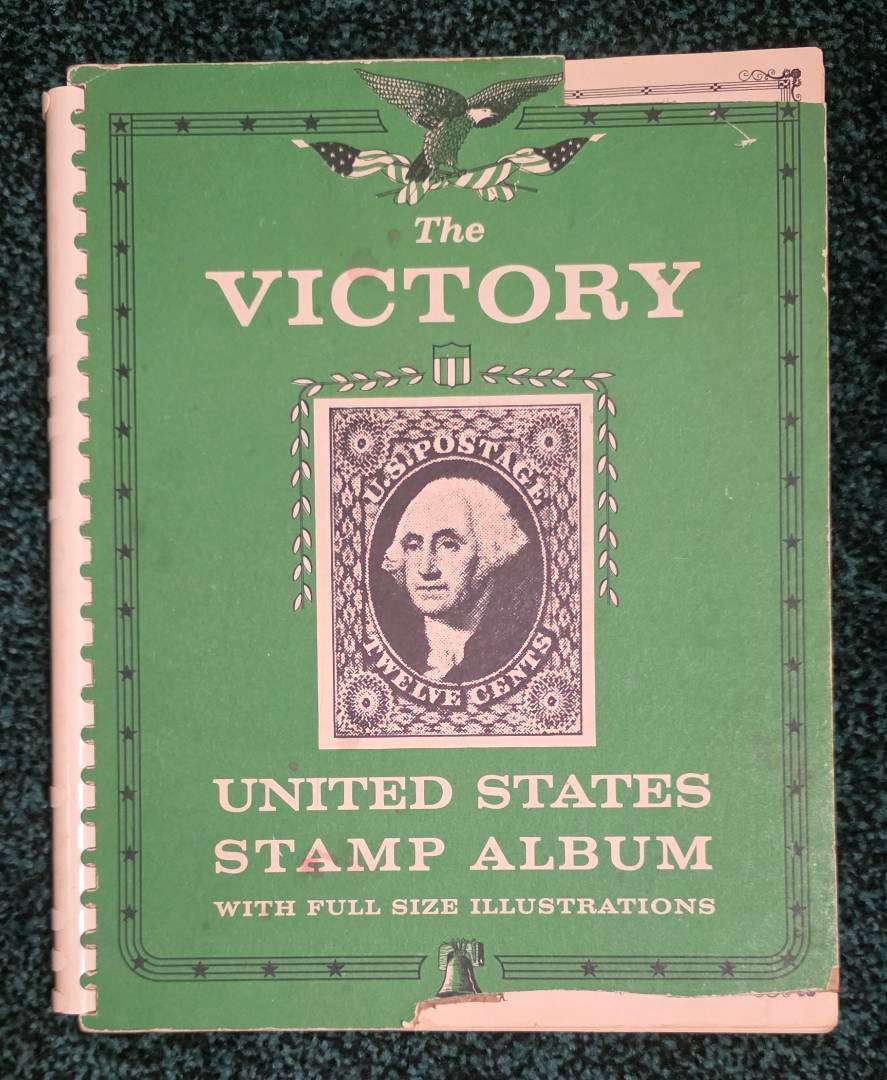 The
VICTORY
U.S. POSTAGE
TWELVE CENTS
UNITED STATES
STAMP ALBUM
WITH FULL SIZE ILLUSTRATIONS